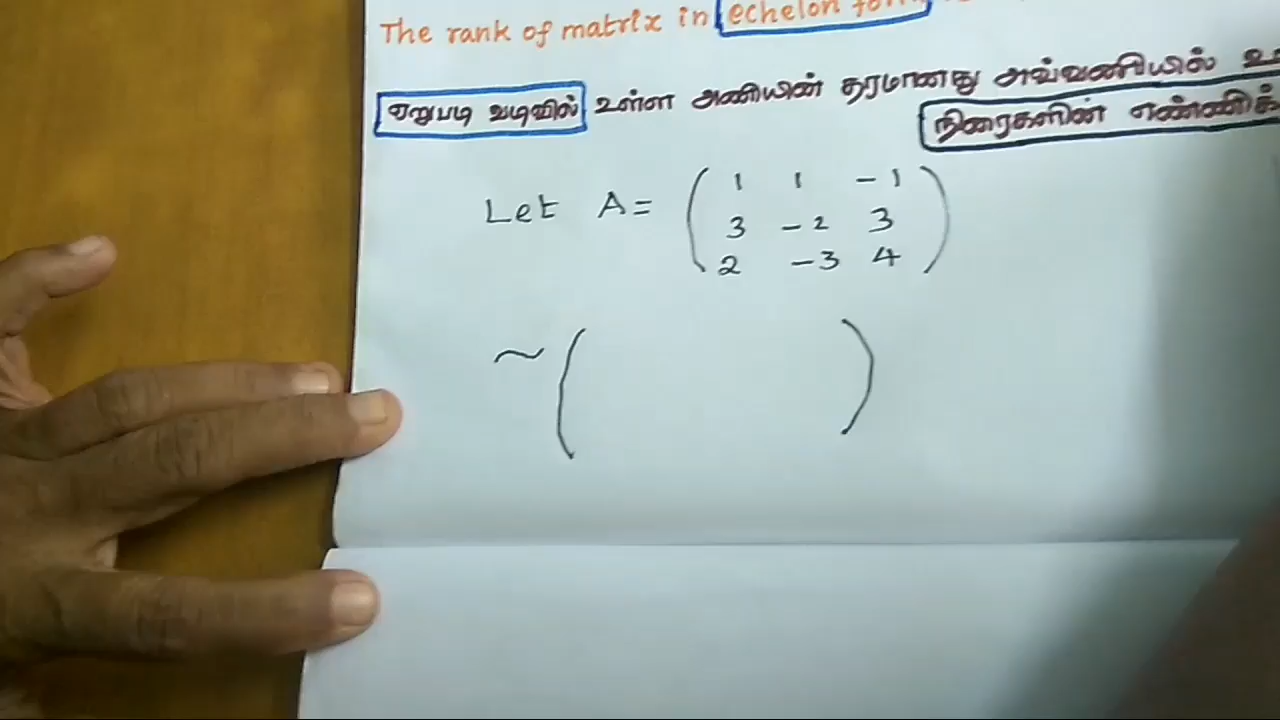 The rank of matrix in echelon form
ஏறுபடி வடிவில் உள்ள அணியின் தரமானது அவ்வணியில்
நிரைகளின்
Let A = ( 1 1 -1
3 -2 3
2 -3 4 )
~ ( )